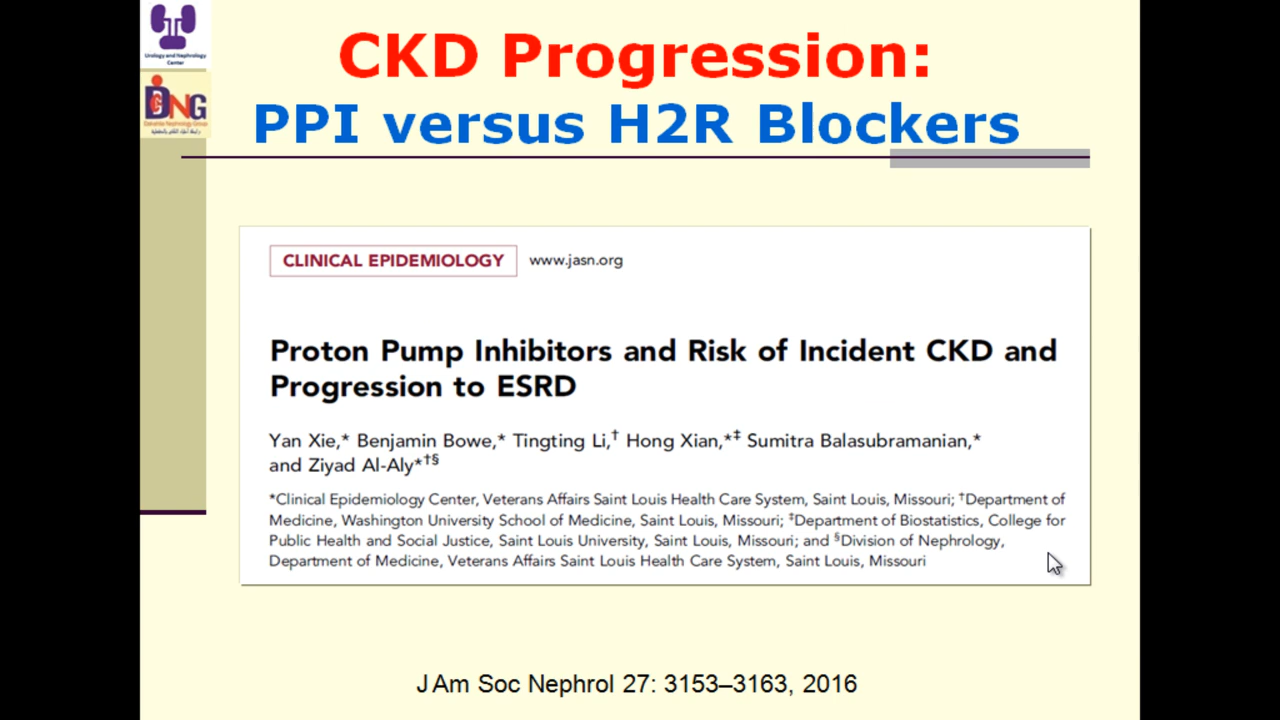 Urology and Nephrology
Center
DNG
CKD Progression:
PPI versus H2R Blockers
CLINICAL EPIDEMIOLOGY www.jasn.org
Proton Pump Inhibitors and Risk of Incident CKD and
Progression to ESRD
Yan Xie,* Benjamin Bowe,* Tingting Li,† Hong Xian,*‡ Sumitra Balasubramanian,*
and Ziyad Al-Aly*†§
*Clinical Epidemiology Center, Veterans Affairs Saint Louis Health Care System, Saint Louis, Missouri; †Department of
Medicine, Washington University School of Medicine, Saint Louis, Missouri; ‡Department of Biostatistics, College for
Public Health and Social Justice, Saint Louis University, Saint Louis, Missouri; and §Division of Nephrology,
Department of Medicine, Veterans Affairs Saint Louis Health Care System, Saint Louis, Missouri
J Am Soc Nephrol 27: 3153–3163, 2016